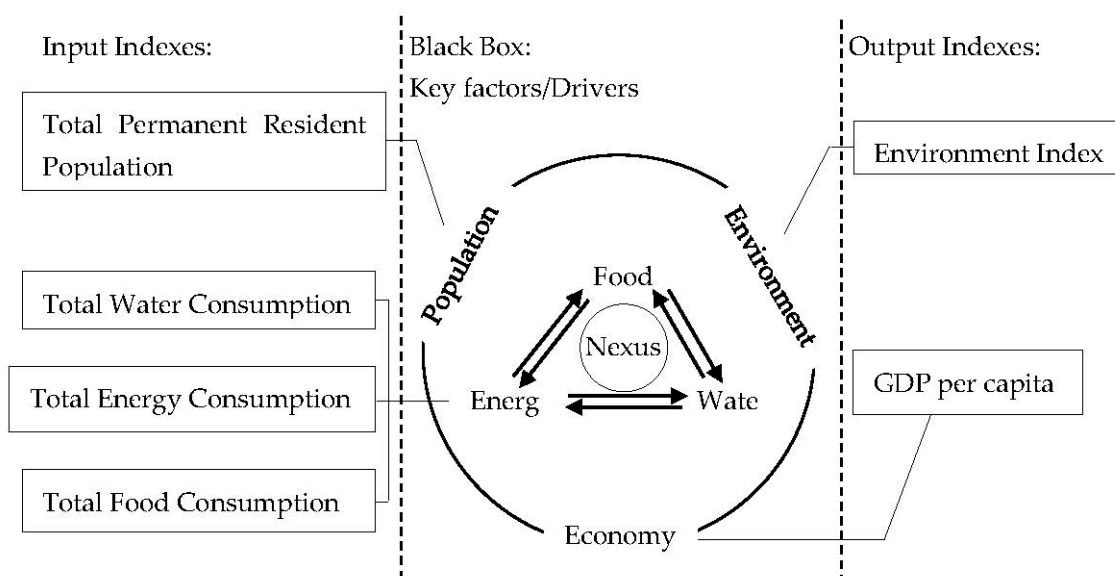 Input Indexes:
Total Permanent Resident
Population
Total Water Consumption
Total Energy Consumption
Total Food Consumption
Black Box:
Key factors/Drivers
Population
Environment
Food
Nexus
Energ
Wate
Economy
Output Indexes:
Environment Index
GDP per capita